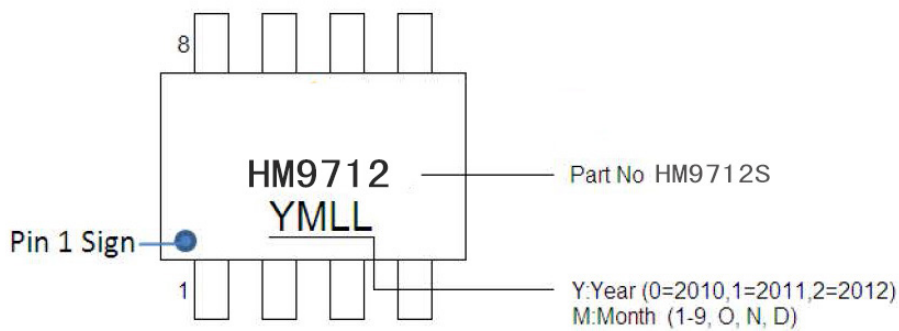 8
HM9712
Part No HM9712S
YMLL
Pin 1 Sign
1
Y:Year (0=2010,1=2011,2=2012)
M:Month (1-9, O, N, D)